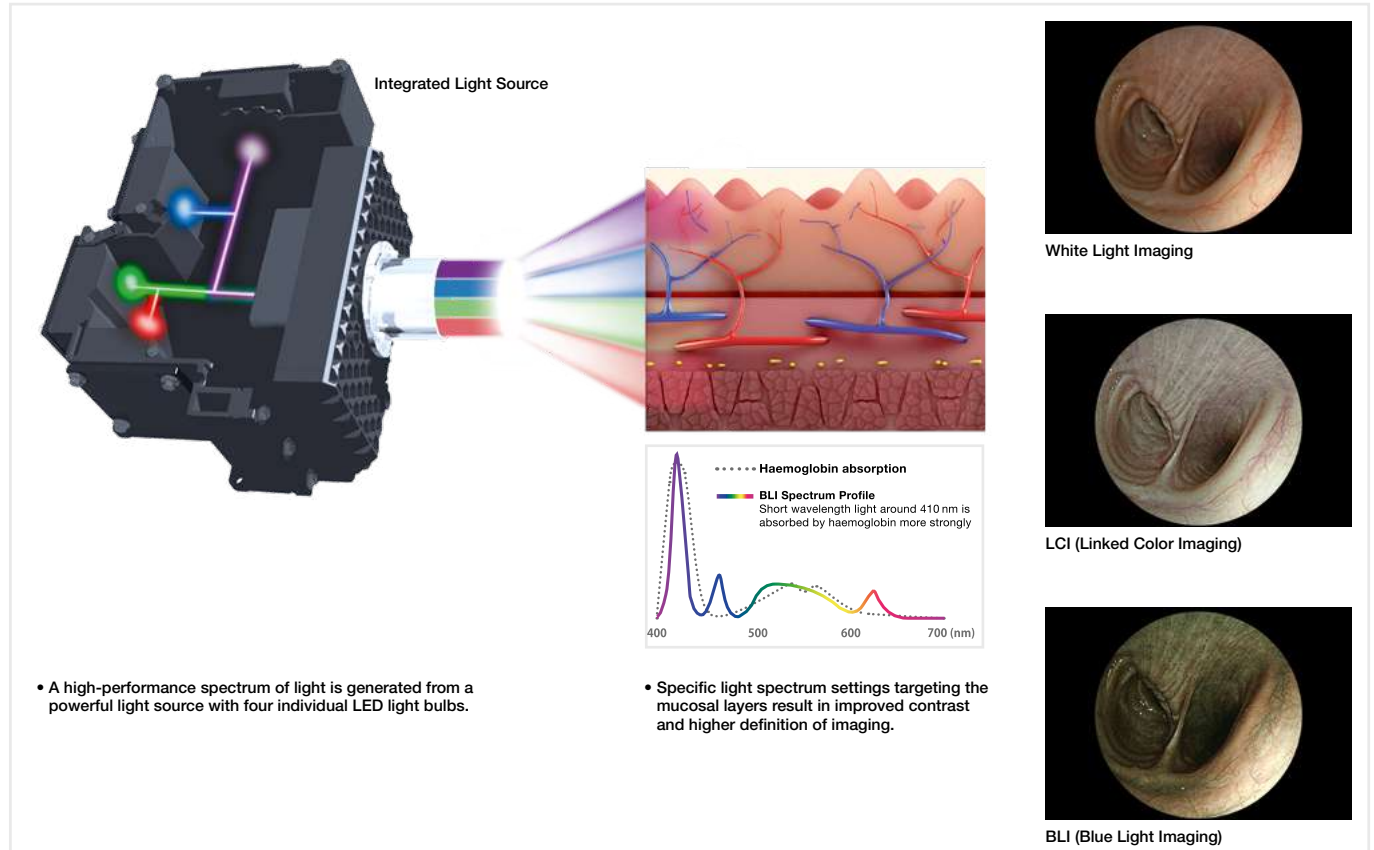 Integrated Light Source
Haemoglobin absorption
BLI Spectrum Profile
Short wavelength light around 410 nm is
absorbed by haemoglobin more strongly
400 500 600 700 (nm)
• A high-performance spectrum of light is generated from a
powerful light source with four individual LED light bulbs.
• Specific light spectrum settings targeting the
mucosal layers result in improved contrast
and higher definition of imaging.
White Light Imaging
LCI (Linked Color Imaging)
BLI (Blue Light Imaging)